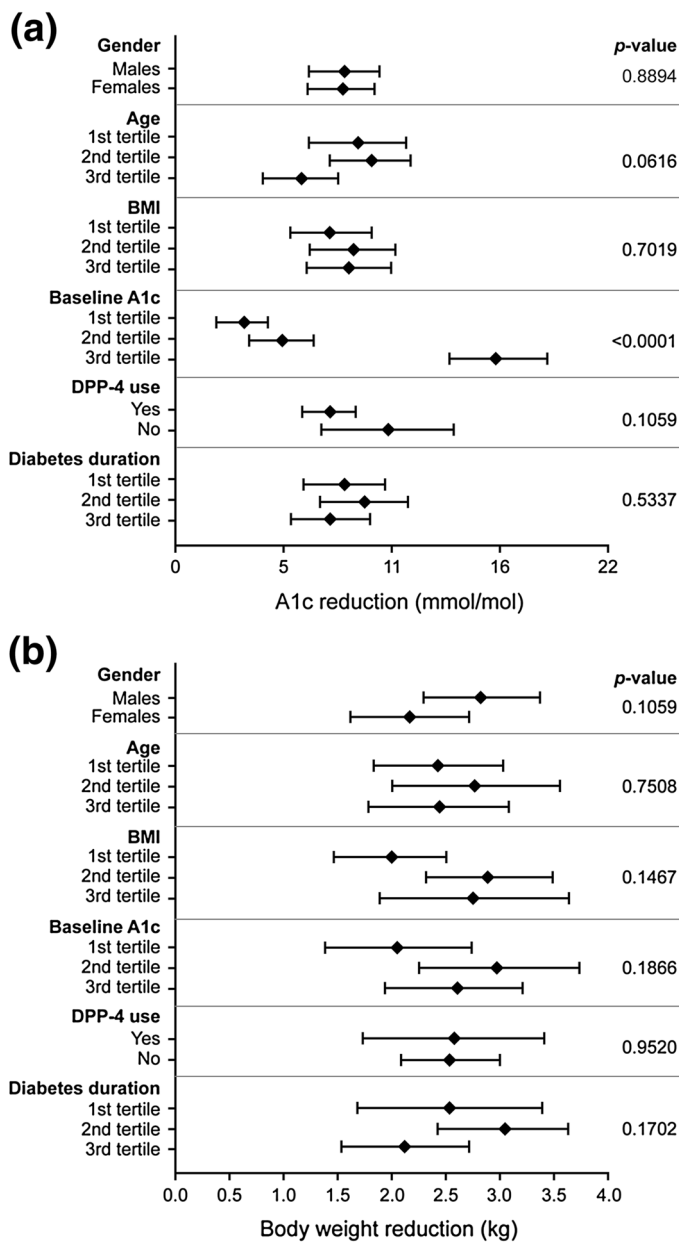 (a)
Gender p-value
Males
Females
0.8894
Age
1st tertile
2nd tertile
3rd tertile
0.0616
BMI
1st tertile
2nd tertile
3rd tertile
0.7019
Baseline A1c
1st tertile
2nd tertile
3rd tertile
<0.0001
DPP-4 use
Yes
No
0.1059
Diabetes duration
1st tertile
2nd tertile
3rd tertile
0.5337
0 5 11 16 22
A1c reduction (mmol/mol)
(b)
Gender p-value
Males
Females
0.1059
Age
1st tertile
2nd tertile
3rd tertile
0.7508
BMI
1st tertile
2nd tertile
3rd tertile
0.1467
Baseline A1c
1st tertile
2nd tertile
3rd tertile
0.1866
DPP-4 use
Yes
No
0.9520
Diabetes duration
1st tertile
2nd tertile
3rd tertile
0.1702
0.0 0.5 1.0 1.5 2.0 2.5 3.0 3.5 4.0
Body weight reduction (kg)